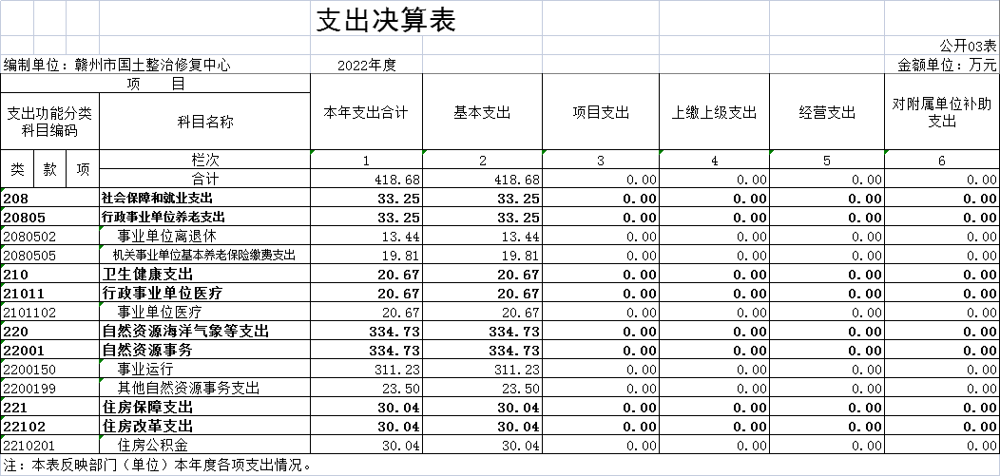 支出决算表
公开03表
编制单位：赣州市国土整治修复中心 2022年度 金额单位：万元
项 目 本年支出合计 基本支出 项目支出 上缴上级支出 经营支出 对附属单位补助支出
支出功能分类科目编码 科目名称
类 款 项 栏次 1 2 3 4 5 6
合计 418.68 418.68 0.00 0.00 0.00 0.00
208 社会保障和就业支出 33.25 33.25 0.00 0.00 0.00 0.00
20805 行政事业单位养老支出 33.25 33.25 0.00 0.00 0.00 0.00
2080502 事业单位离退休 13.44 13.44 0.00 0.00 0.00 0.00
2080505 机关事业单位基本养老保险缴费支出 19.81 19.81 0.00 0.00 0.00 0.00
210 卫生健康支出 20.67 20.67 0.00 0.00 0.00 0.00
21011 行政事业单位医疗 20.67 20.67 0.00 0.00 0.00 0.00
2101102 事业单位医疗 20.67 20.67 0.00 0.00 0.00 0.00
220 自然资源海洋气象等支出 334.73 334.73 0.00 0.00 0.00 0.00
22001 自然资源事务 334.73 334.73 0.00 0.00 0.00 0.00
2200150 事业运行 311.23 311.23 0.00 0.00 0.00 0.00
2200199 其他自然资源事务支出 23.50 23.50 0.00 0.00 0.00 0.00
221 住房保障支出 30.04 30.04 0.00 0.00 0.00 0.00
22102 住房改革支出 30.04 30.04 0.00 0.00 0.00 0.00
2210201 住房公积金 30.04 30.04 0.00 0.00 0.00 0.00
注：本表反映部门（单位）本年度各项支出情况。